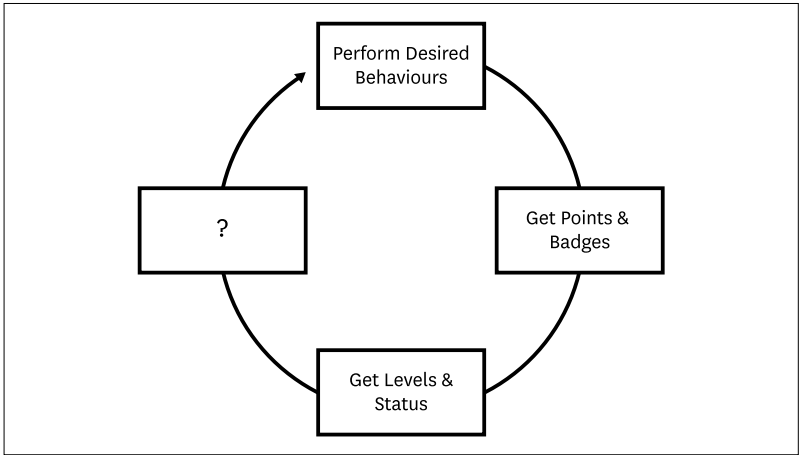 Perform Desired
Behaviours
Get Points &
Badges
Get Levels &
Status
?